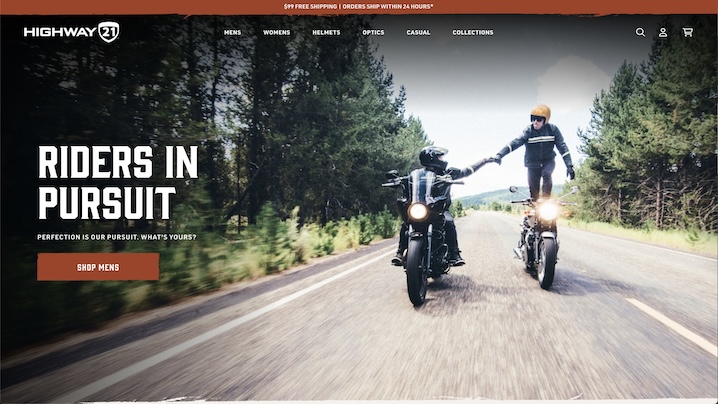 $99 FREE SHIPPING | ORDERS SHIP WITHIN 24 HOURS*
HIGHWAY 21
MENS WOMENS HELMETS OPTICS CASUAL COLLECTIONS
RIDERS IN
PURSUIT
PERFECTION IS OUR PURSUIT. WHAT'S YOURS?
SHOP MENS